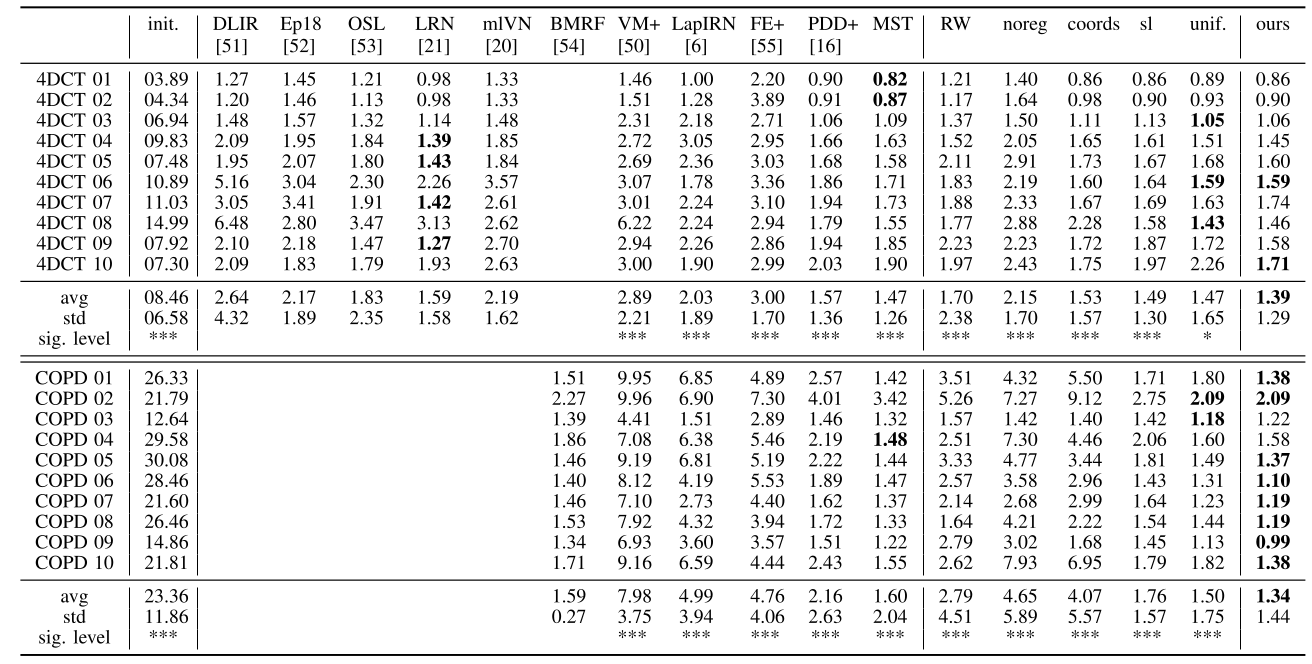 init. DLIR Ep18 OSL LRN mlVN BMRF VM+ LapIRN FE+ PDD+ MST RW noreg coords sl unif. ours
[51] [52] [53] [21] [20] [54] [50] [6] [55] [16]
4DCT 01 03.89 1.27 1.45 1.21 0.98 1.33 1.46 1.00 2.20 0.90 0.82 1.21 1.40 0.86 0.86 0.89 0.86
4DCT 02 04.34 1.20 1.46 1.13 0.98 1.33 1.51 1.28 3.89 0.91 0.87 1.17 1.64 0.98 0.90 0.93 0.90
4DCT 03 06.94 1.48 1.57 1.32 1.14 1.48 2.31 2.18 2.71 1.06 1.09 1.37 1.50 1.11 1.13 1.05 1.06
4DCT 04 09.83 2.09 1.95 1.84 1.39 1.85 2.72 3.05 2.95 1.66 1.63 1.52 2.05 1.65 1.61 1.51 1.45
4DCT 05 07.48 1.95 2.07 1.80 1.43 1.84 2.69 2.36 3.03 1.68 1.58 2.11 2.91 1.73 1.67 1.68 1.60
4DCT 06 10.89 5.16 3.04 2.30 2.26 3.57 3.07 1.78 3.36 1.86 1.71 1.83 2.19 1.60 1.64 1.59 1.59
4DCT 07 11.03 3.05 3.41 1.91 1.42 2.61 3.01 2.24 3.10 1.94 1.73 1.88 2.33 1.67 1.69 1.63 1.74
4DCT 08 14.99 6.48 2.80 3.47 3.13 2.62 6.22 2.24 2.94 1.79 1.55 1.77 2.88 2.28 1.58 1.43 1.46
4DCT 09 07.92 2.10 2.18 1.47 1.27 2.70 2.94 2.26 2.86 1.94 1.85 2.23 2.23 1.72 1.87 1.72 1.58
4DCT 10 07.30 2.09 1.83 1.79 1.93 2.63 3.00 1.90 2.99 2.03 1.90 1.97 2.43 1.75 1.97 2.26 1.71
avg 08.46 2.64 2.17 1.83 1.59 2.19 2.89 2.03 3.00 1.57 1.47 1.70 2.15 1.53 1.49 1.47 1.39
std 06.58 4.32 1.89 2.35 1.58 1.62 2.21 1.89 1.70 1.36 1.26 2.38 1.70 1.57 1.30 1.65 1.29
sig. level *** *** *** *** *** *** *** *** *** *** *
COPD 01 26.33 1.51 9.95 6.85 4.89 2.57 1.42 3.51 4.32 5.50 1.71 1.80 1.38
COPD 02 21.79 2.27 9.96 6.90 7.30 4.01 3.42 5.26 7.27 9.12 2.75 2.09 2.09
COPD 03 12.64 1.39 4.41 1.51 2.89 1.46 1.32 1.57 1.42 1.40 1.42 1.18 1.22
COPD 04 29.58 1.86 7.08 6.38 5.46 2.19 1.48 2.51 7.30 4.46 2.06 1.60 1.58
COPD 05 30.08 1.46 9.19 6.81 5.19 2.22 1.44 3.33 4.77 3.44 1.81 1.49 1.37
COPD 06 28.46 1.40 8.12 4.19 5.53 1.89 1.47 2.57 3.58 2.96 1.43 1.31 1.10
COPD 07 21.60 1.46 7.10 2.73 4.40 1.62 1.37 2.14 2.68 2.99 1.64 1.23 1.19
COPD 08 26.46 1.53 7.92 4.32 3.94 1.72 1.33 1.64 4.21 2.22 1.54 1.44 1.19
COPD 09 14.86 1.34 6.93 3.60 3.57 1.51 1.22 2.79 3.02 1.68 1.45 1.13 0.99
COPD 10 21.81 1.71 9.16 6.59 4.44 2.43 1.55 2.62 7.93 6.95 1.79 1.82 1.38
avg 23.36 1.59 7.98 4.99 4.76 2.16 1.60 2.79 4.65 4.07 1.76 1.50 1.34
std 11.86 0.27 3.75 3.94 4.06 2.63 2.04 4.51 5.89 5.57 1.57 1.75 1.44
sig. level *** *** *** *** *** *** *** *** *** *** ***